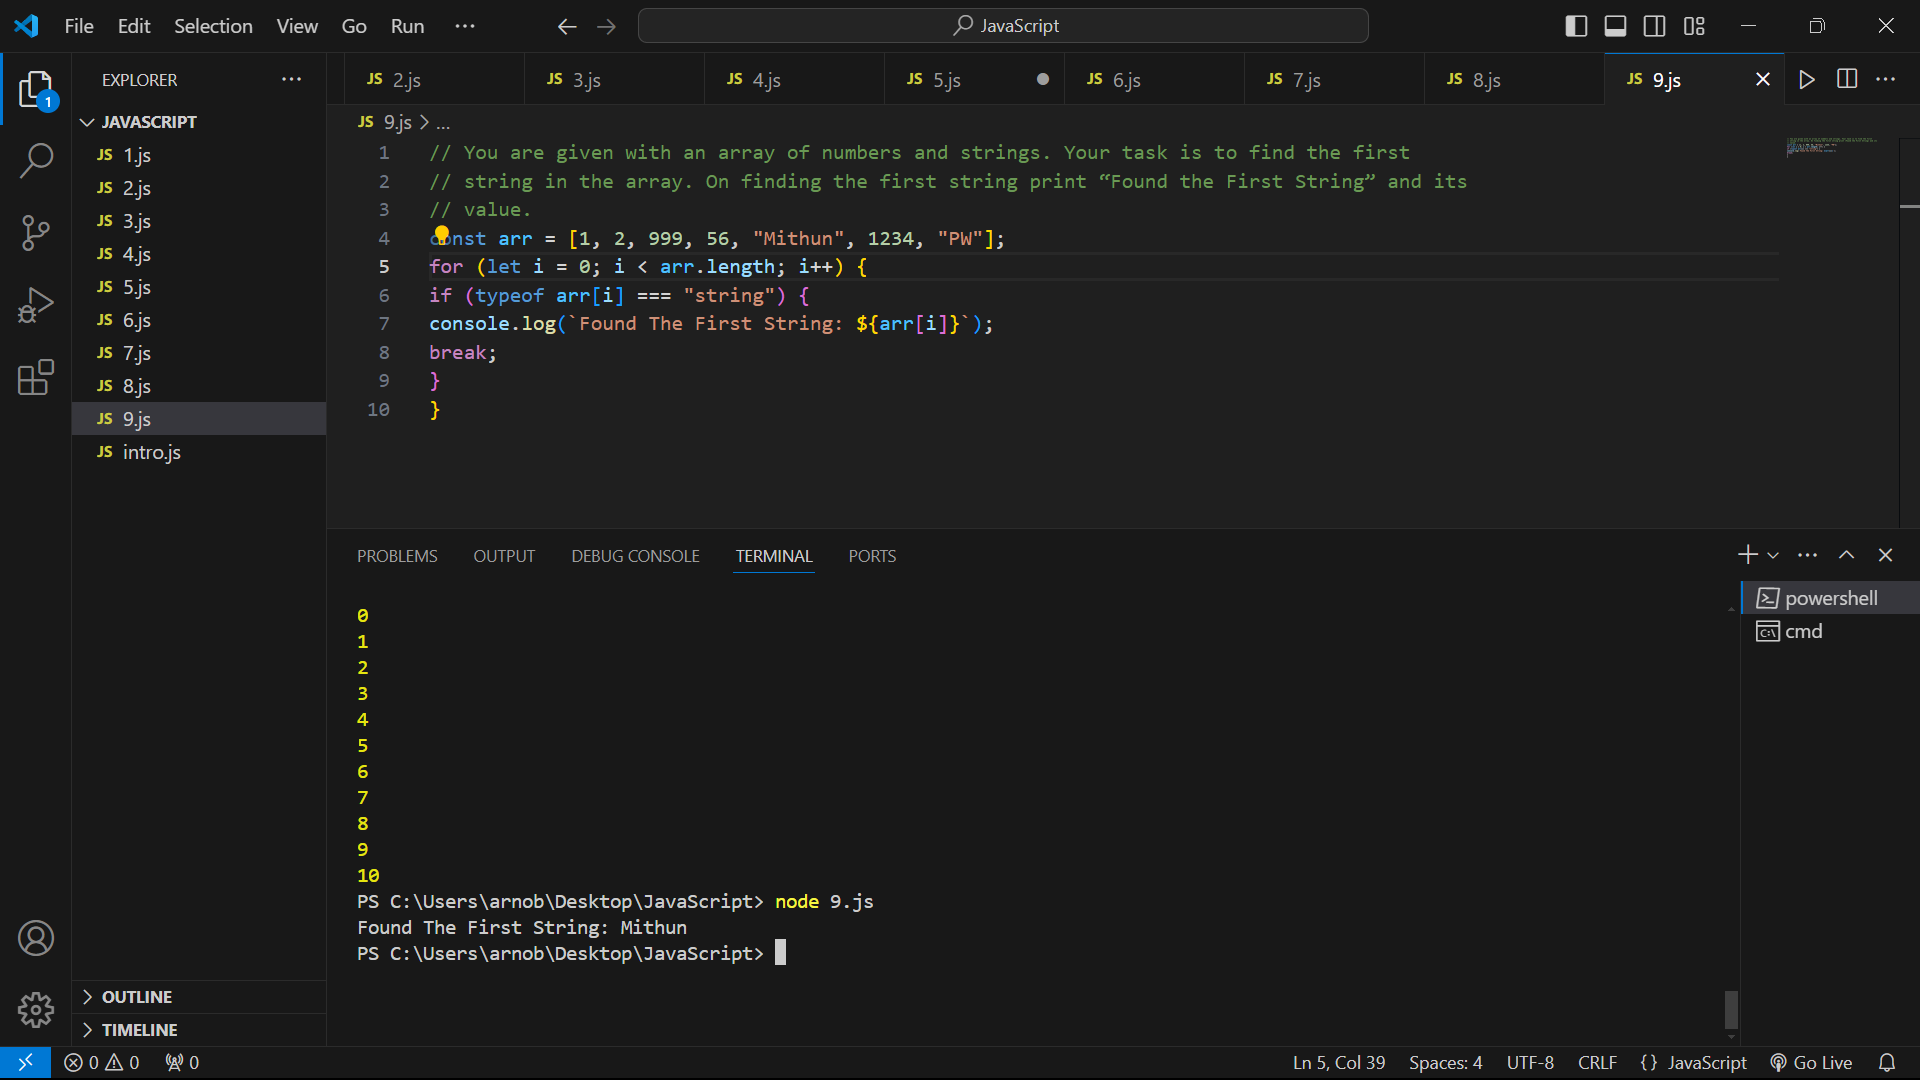 File Edit Selection View Go Run ... JavaScript
EXPLORER ...
JAVASCRIPT
JS 1.js
JS 2.js
JS 3.js
JS 4.js
JS 5.js
JS 6.js
JS 7.js
JS 8.js
JS 9.js
JS intro.js
OUTLINE
TIMELINE
JS 2.js JS 3.js JS 4.js JS 5.js JS 6.js JS 7.js JS 8.js JS 9.js
JS 9.js > ...
1 // You are given with an array of numbers and strings. Your task is to find the first
2 // string in the array. On finding the first string print “Found the First String” and its
3 // value.
4 const arr = [1, 2, 999, 56, "Mithun", 1234, "PW"];
5 for (let i = 0; i < arr.length; i++) {
6 if (typeof arr[i] === "string") {
7 console.log(`Found The First String: ${arr[i]}`);
8 break;
9 }
10 }
PROBLEMS OUTPUT DEBUG CONSOLE TERMINAL PORTS
0
1
2
3
4
5
6
7
8
9
10
PS C:\Users\arnob\Desktop\JavaScript> node 9.js
Found The First String: Mithun
PS C:\Users\arnob\Desktop\JavaScript>
powershell
cmd
1
0 0 0 Ln 5, Col 39 Spaces: 4 UTF-8 CRLF {} JavaScript Go Live